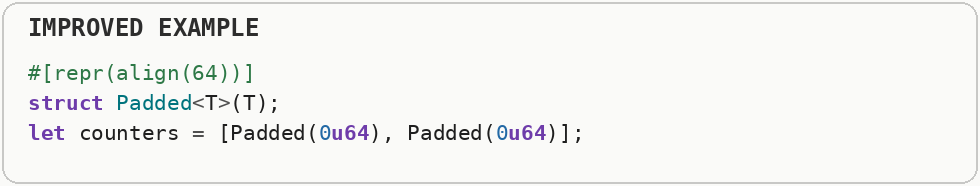 IMPROVED EXAMPLE
#[repr(align(64))]
struct Padded<T>(T);
let counters = [Padded(0u64), Padded(0u64)];